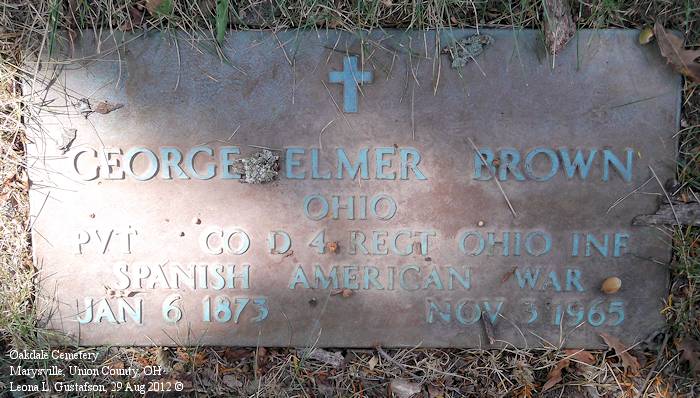 GEORGE ELMER BROWN
OHIO
PVT CO D 4 REGT OHIO INF
SPANISH AMERICAN WAR
JAN 6 1873 NOV 3 1965
Oakdale Cemetery
Marysville, Union County, OH
Leona L. Gustafson, 29 Aug 2012 ©